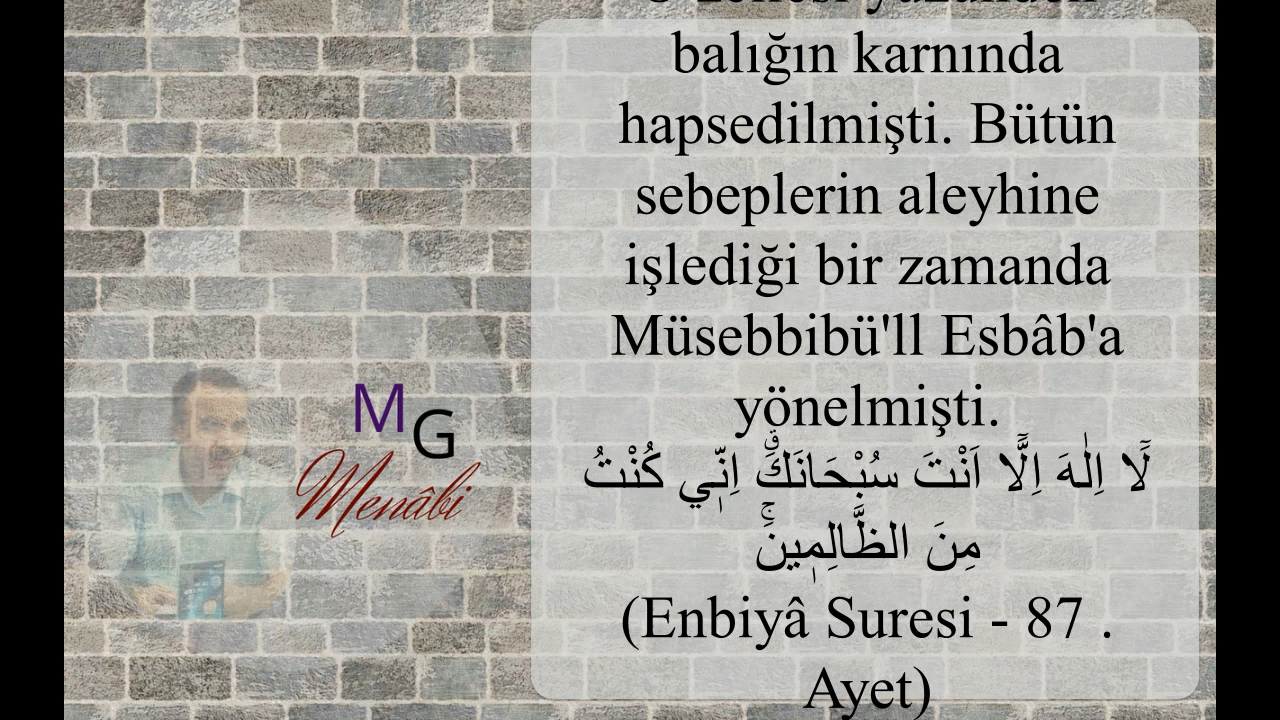 balığın karnında
hapsedilmişti. Bütün
sebeplerin aleyhine
işlediği bir zamanda
Müsebbibü'll Esbâb'a
yönelmişti.
لَٓا اِلٰهَ اِلَّٓا اَنْتَ سُبْحَانَكَۗ اِنّ۪ي كُنْتُ
مِنَ الظَّالِم۪ينَۚ
(Enbiyâ Suresi - 87 .
Ayet)
MG
Menâbi